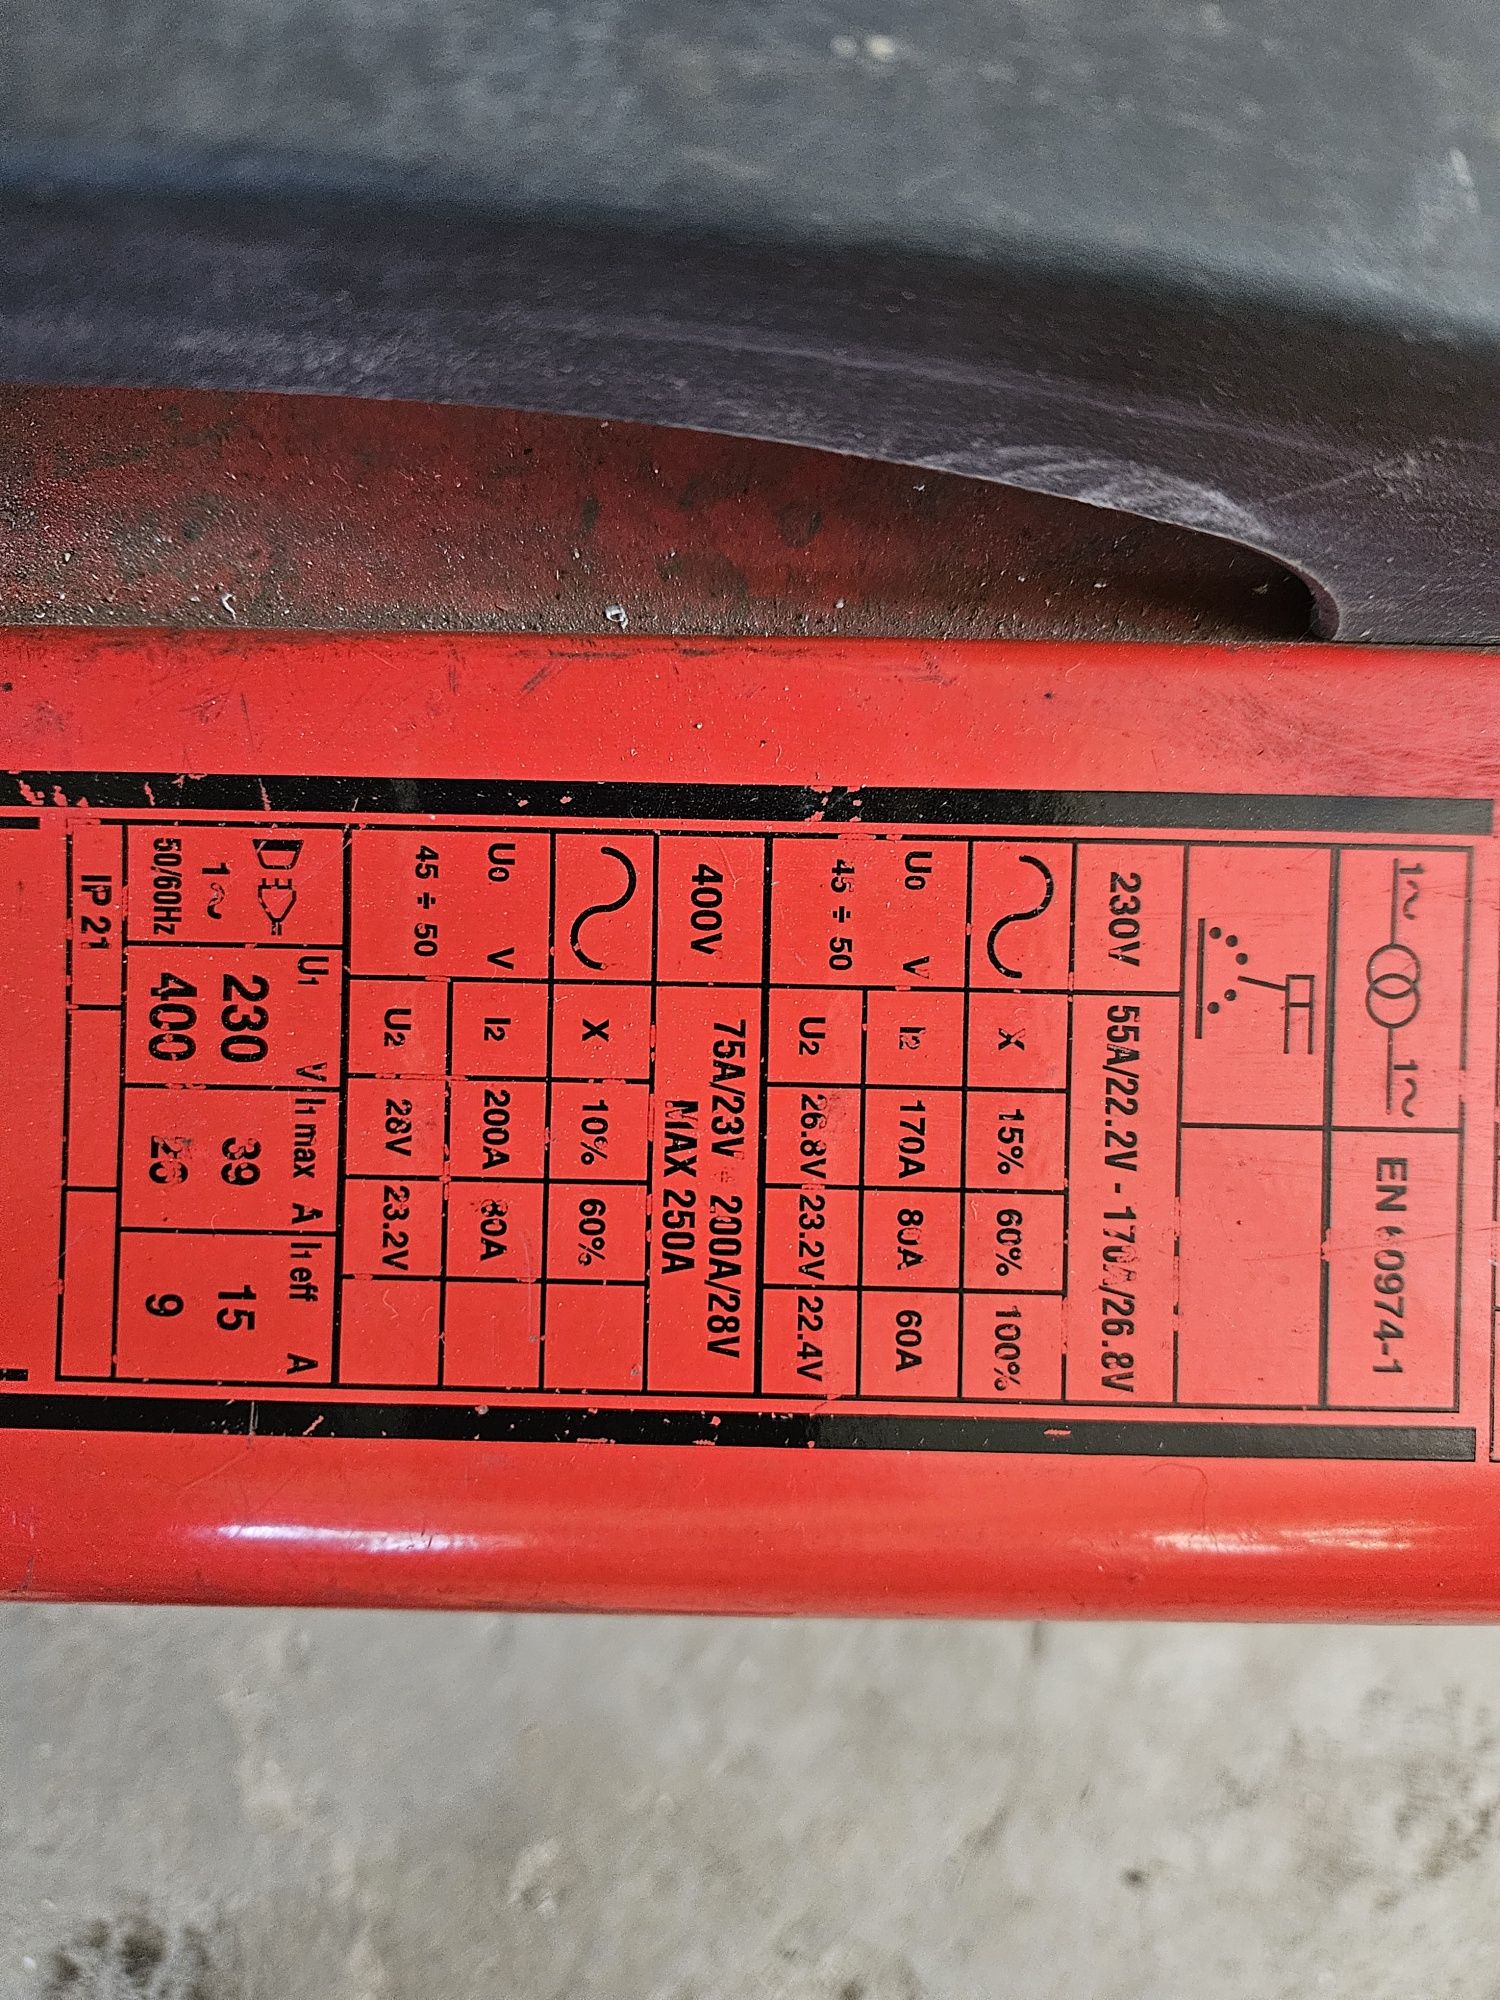 1~ 1~ EN 60974-1
230V 55A/22.2V - 170A/26.8V
X 15% 60% 100%
U0 V I2 170A 80A 60A
45 ÷ 50 U2 26.8V 23.2V 22.4V
400V 75A/23V - 200A/28V
MAX 250A
X 10% 60%
U0 V I2 200A 80A
45 ÷ 50 U2 28V 23.2V
U1 V I1 max A I1 eff A
1~ 230 39 15
50/60Hz 400 9
IP 21